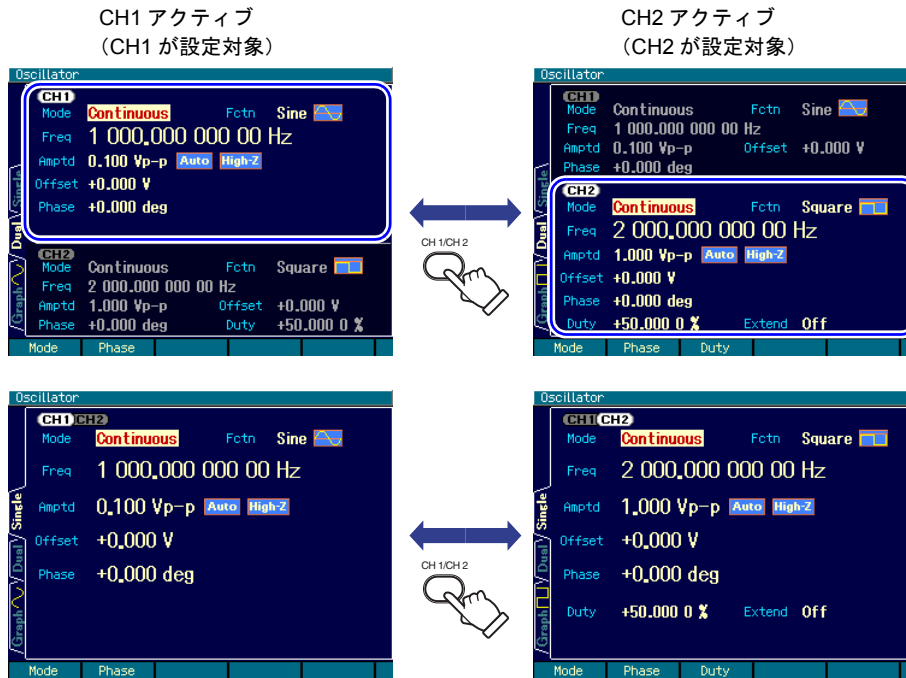 CH1 アクティブ
（CH1 が設定対象）
CH2 アクティブ
（CH2 が設定対象）
Oscillator
CH1
Mode Continuous Fctn Sine
Freq 1 000.000 000 00 Hz
Amptd 0.100 Vp-p Auto High-Z
Offset +0.000 V
Phase +0.000 deg
CH2
Mode Continuous Fctn Square
Freq 2 000.000 000 00 Hz
Amptd 1.000 Vp-p Offset +0.000 V
Phase +0.000 deg Duty +50.000 0 %
Single
Dual
Graph
Mode Phase
CH 1/CH 2
Oscillator
CH1
Mode Continuous Fctn Sine
Freq 1 000.000 000 00 Hz
Amptd 0.100 Vp-p Offset +0.000 V
Phase +0.000 deg
CH2
Mode Continuous Fctn Square
Freq 2 000.000 000 00 Hz
Amptd 1.000 Vp-p Auto High-Z
Offset +0.000 V
Phase +0.000 deg
Duty +50.000 0 % Extend Off
Single
Dual
Graph
Mode Phase Duty
Oscillator
CH1 CH2
Mode Continuous Fctn Sine
Freq 1 000.000 000 00 Hz
Amptd 0.100 Vp-p Auto High-Z
Offset +0.000 V
Phase +0.000 deg
Single
Dual
Graph
Mode Phase
CH 1/CH 2
Oscillator
CH1 CH2
Mode Continuous Fctn Square
Freq 2 000.000 000 00 Hz
Amptd 1.000 Vp-p Auto High-Z
Offset +0.000 V
Phase +0.000 deg
Duty +50.000 0 % Extend Off
Single
Dual
Graph
Mode Phase Duty